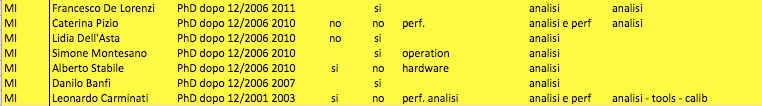 MI Francesco De Lorenzi PhD dopo 12/2006 2011 si analisi analisi
MI Caterina Pizio PhD dopo 12/2006 2010 no no perf. analisi e perf analisi
MI Lidia Dell'Asta PhD dopo 12/2006 2010 no si analisi
MI Simone Montesano PhD dopo 12/2006 2010 si operation analisi
MI Alberto Stabile PhD dopo 12/2006 2010 si no hardware analisi
MI Danilo Banfi PhD dopo 12/2006 2007 si analisi
MI Leonardo Carminati PhD dopo 12/2001 2003 si no perf. analisi analisi e perf analisi - tools - calib